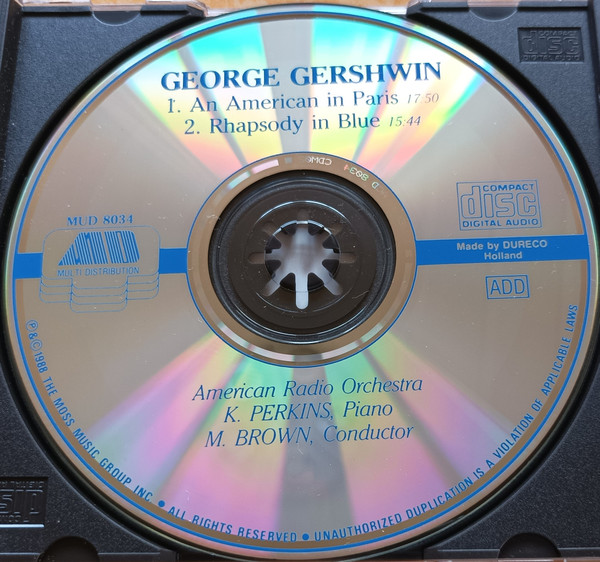 GEORGE GERSHWIN
1. An American in Paris 17:50
2. Rhapsody in Blue 15:44
D 8034
MUD 8034
MULTI DISTRIBUTION
COMPACT
disc
DIGITAL AUDIO
Made by DURECO
Holland
ADD
American Radio Orchestra
K. PERKINS, Piano
M. BROWN, Conductor
℗ & © 1988 THE MOSS MUSIC GROUP INC. • ALL RIGHTS RESERVED • UNAUTHORIZED DUPLICATION IS A VIOLATION OF APPLICABLE LAWS